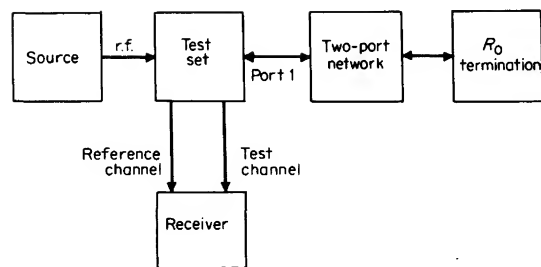 Source
r.f.
Test
set
Port 1
Two-port
network
R0
termination
Reference
channel
Test
channel
Receiver